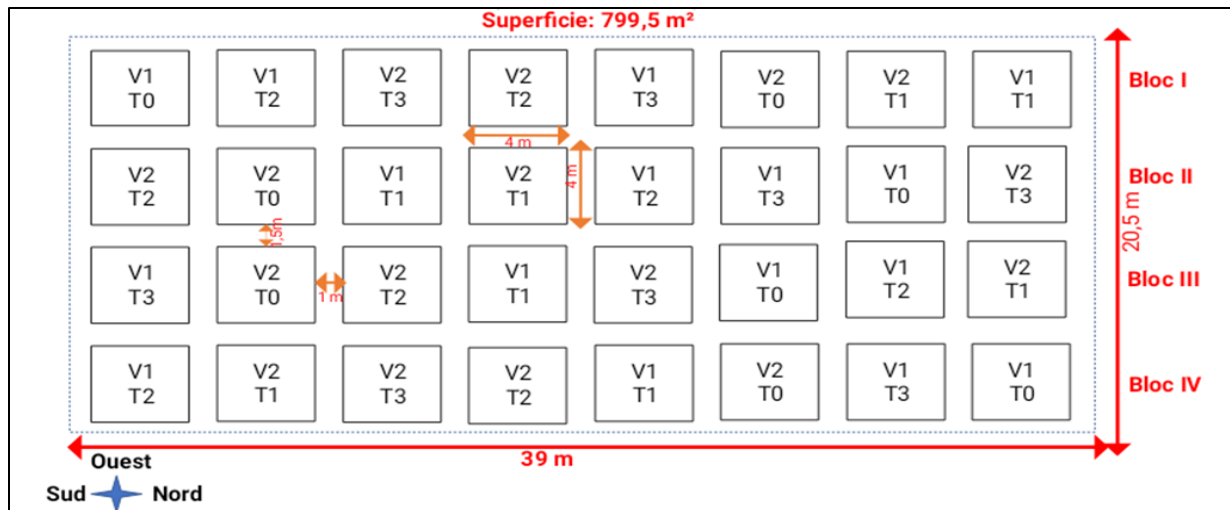 Superficie: 799,5 m²
V1 V1 V2 V2 V1 V2 V2 V1
T0 T2 T3 T2 T3 T0 T1 T1
Bloc I
4 m
V2 V2 V1 V2 V1 V1 V1 V2
T2 T0 T1 T1 T2 T3 T0 T3
Bloc II
4 m
1,5m
20,5 m
V1 V2 V2 V1 V2 V1 V1 V2
T3 T0 T2 T1 T3 T0 T2 T1
Bloc III
1 m
V1 V2 V2 V2 V1 V2 V1 V1
T2 T1 T3 T2 T1 T0 T3 T0
Bloc IV
39 m
Ouest
Sud Nord